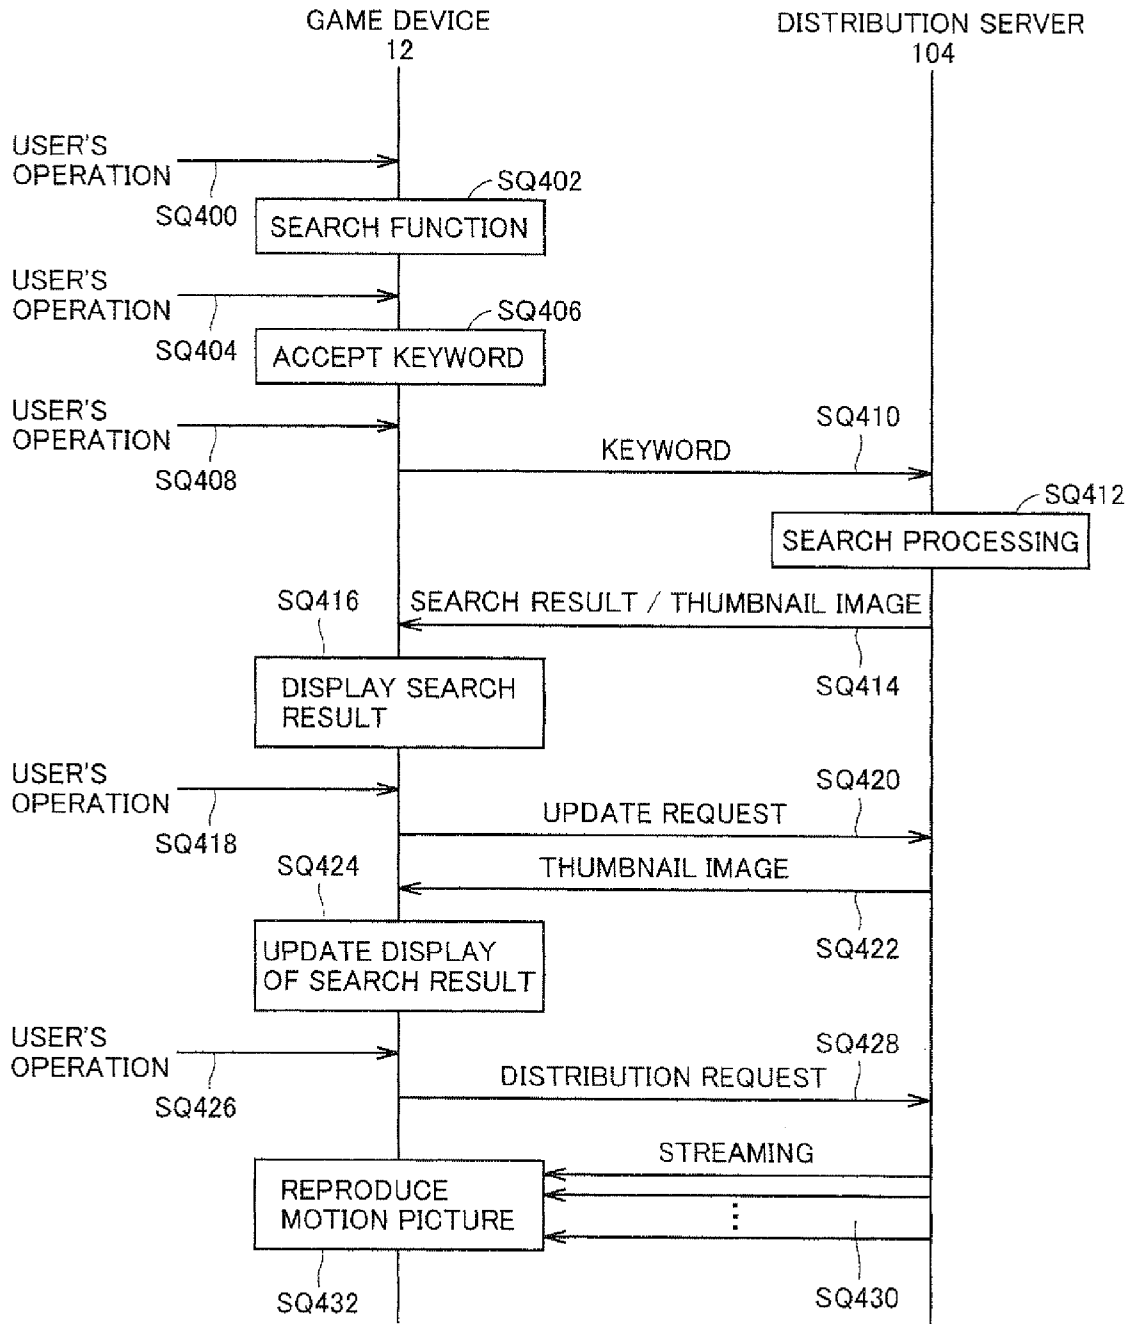 GAME DEVICE
12
DISTRIBUTION SERVER
104
USER'S
OPERATION
SQ400
SQ402
SEARCH FUNCTION
USER'S
OPERATION
SQ404
SQ406
ACCEPT KEYWORD
USER'S
OPERATION
SQ408
KEYWORD
SQ410
SQ412
SEARCH PROCESSING
SEARCH RESULT / THUMBNAIL IMAGE
SQ414
SQ416
DISPLAY SEARCH
RESULT
USER'S
OPERATION
SQ418
UPDATE REQUEST
SQ420
THUMBNAIL IMAGE
SQ422
SQ424
UPDATE DISPLAY
OF SEARCH RESULT
USER'S
OPERATION
SQ426
DISTRIBUTION REQUEST
SQ428
STREAMING
SQ430
REPRODUCE
MOTION PICTURE
SQ432